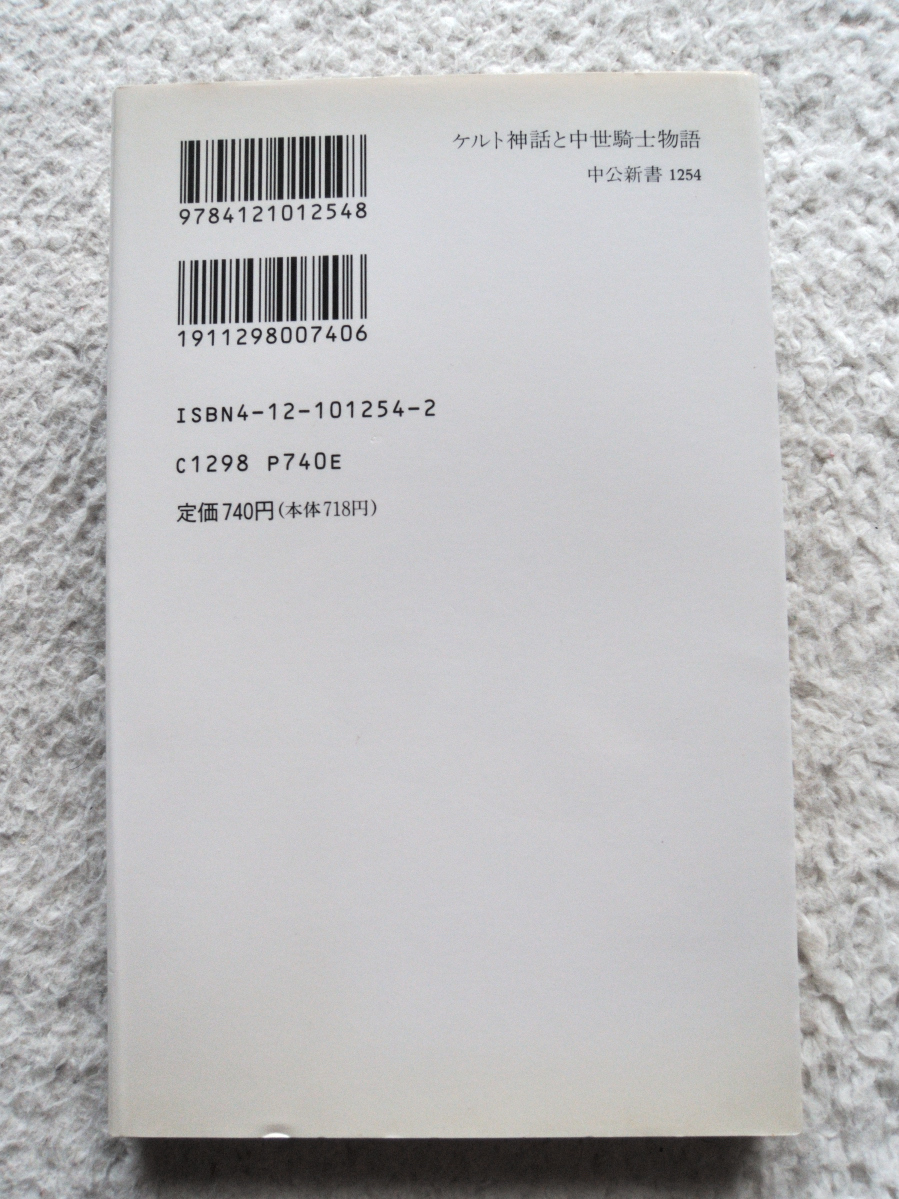 ケルト神話と中世騎士物語
中公新書 1254
9784121012548
1911298007406
ISBN4-12-101254-2
C1298 P740E
定価740円(本体718円)